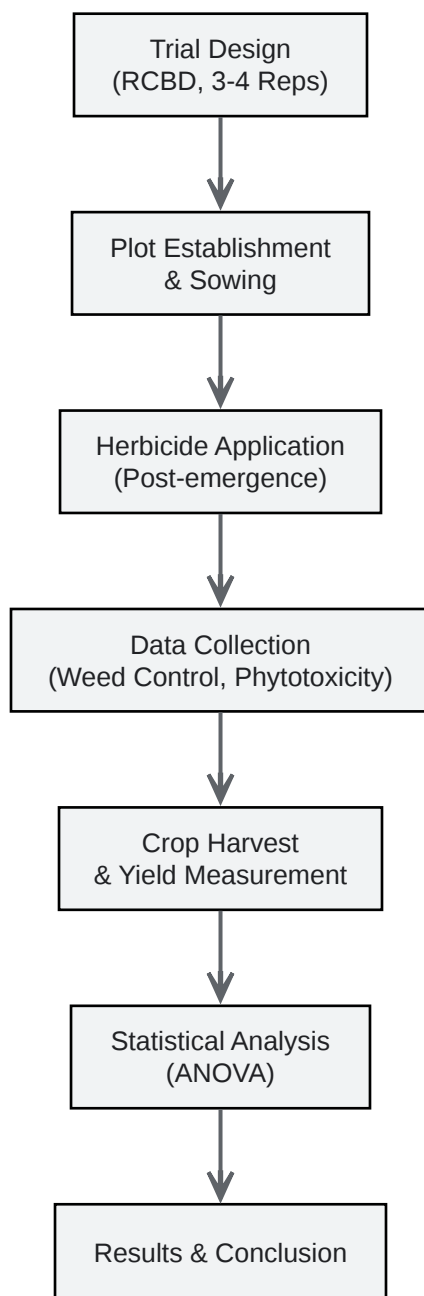 Trial Design
(RCBD, 3-4 Reps)
Plot Establishment
& Sowing
Herbicide Application
(Post-emergence)
Data Collection
(Weed Control, Phytotoxicity)
Crop Harvest
& Yield Measurement
Statistical Analysis
(ANOVA)
Results & Conclusion